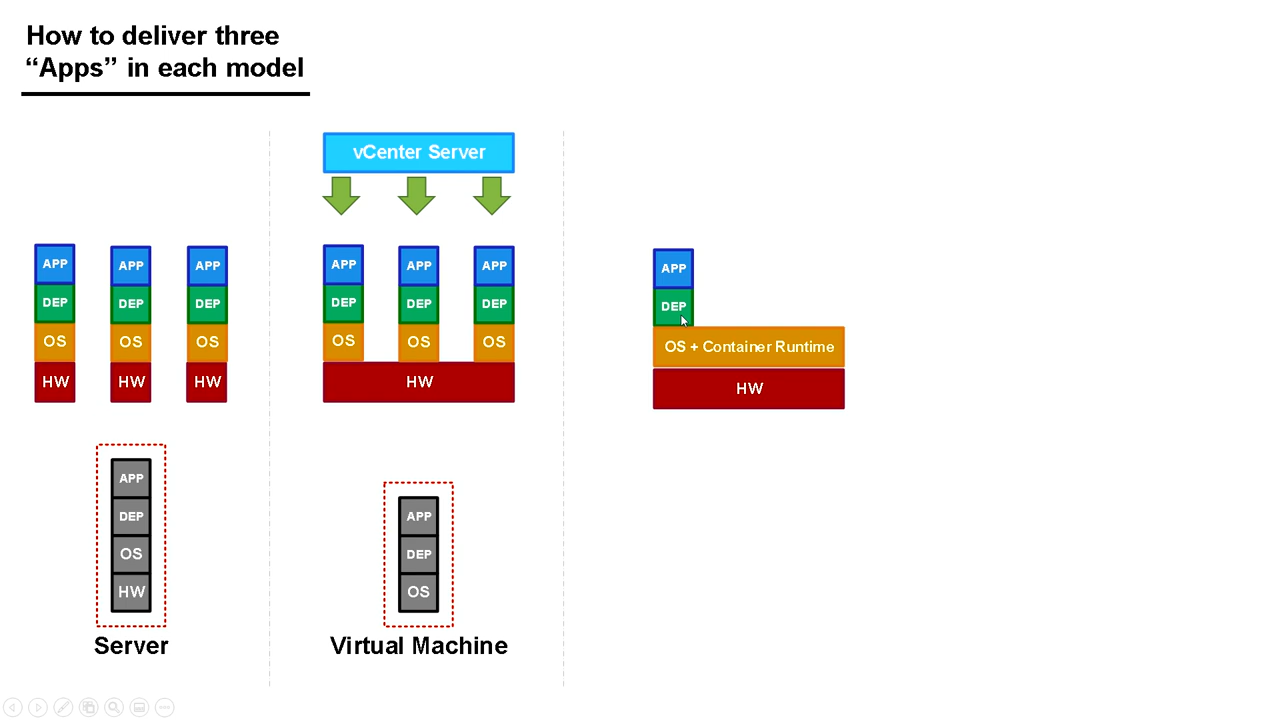 How to deliver three
“Apps” in each model
vCenter Server
APP
DEP
OS
HW
APP
DEP
OS
HW
APP
DEP
OS
HW
APP
DEP
OS
APP
DEP
OS
APP
DEP
OS
HW
APP
DEP
OS + Container Runtime
HW
APP
DEP
OS
HW
Server
APP
DEP
OS
Virtual Machine